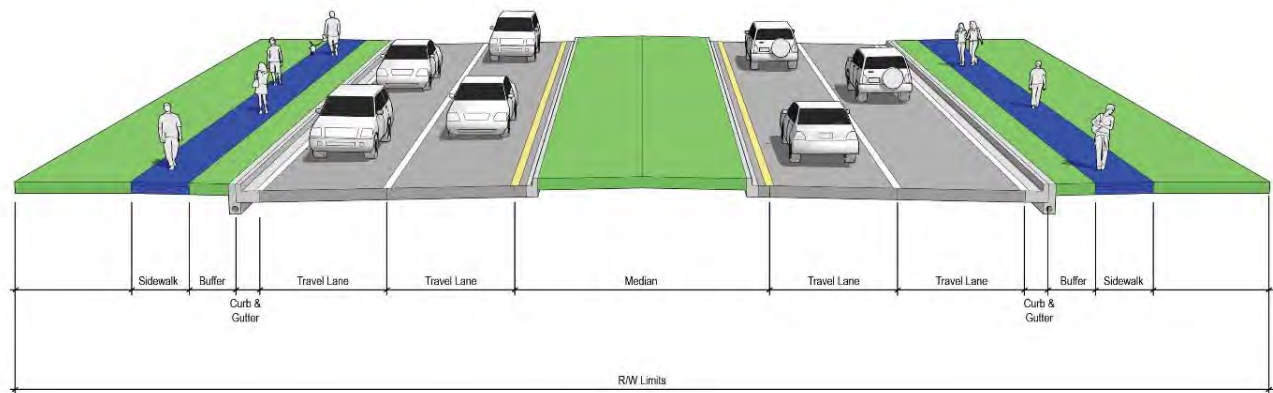 Sidewalk
Buffer
Travel Lane
Travel Lane
Median
Travel Lane
Travel Lane
Buffer
Sidewalk
Curb &
Gutter
Curb &
Gutter
R/W Limits